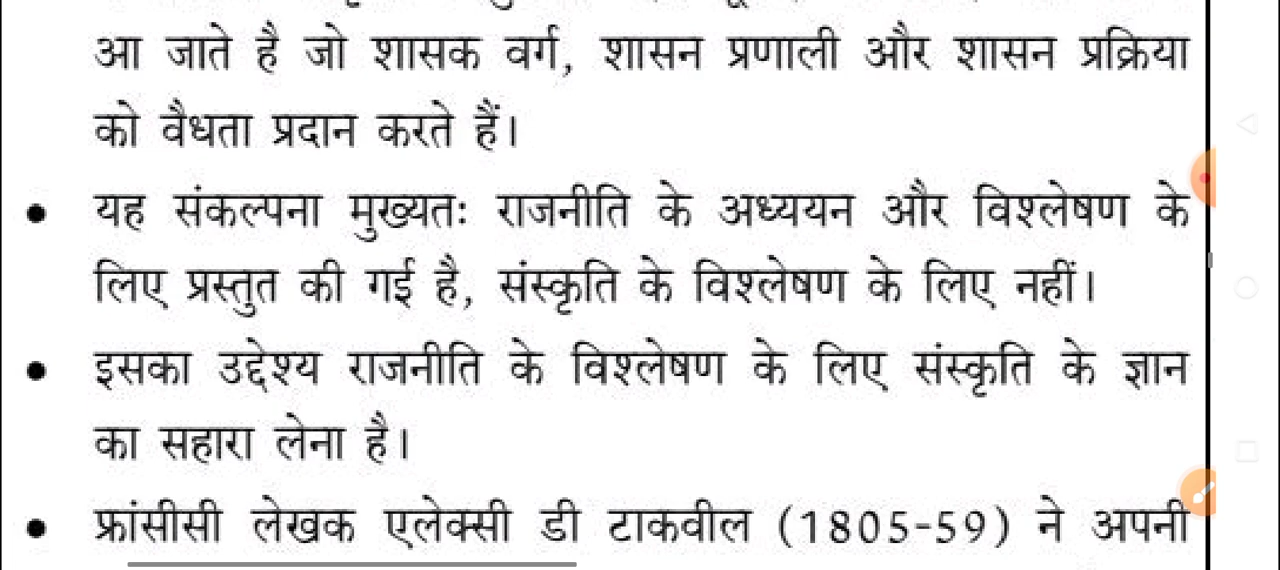 आ जाते है जो शासक वर्ग, शासन प्रणाली और शासन प्रक्रिया
को वैधता प्रदान करते हैं।
• यह संकल्पना मुख्यतः राजनीति के अध्ययन और विश्लेषण के
लिए प्रस्तुत की गई है, संस्कृति के विश्लेषण के लिए नहीं।
• इसका उद्देश्य राजनीति के विश्लेषण के लिए संस्कृति के ज्ञान
का सहारा लेना है।
• फ्रांसीसी लेखक एलेक्सी डी टाकवील (1805-59) ने अपनी